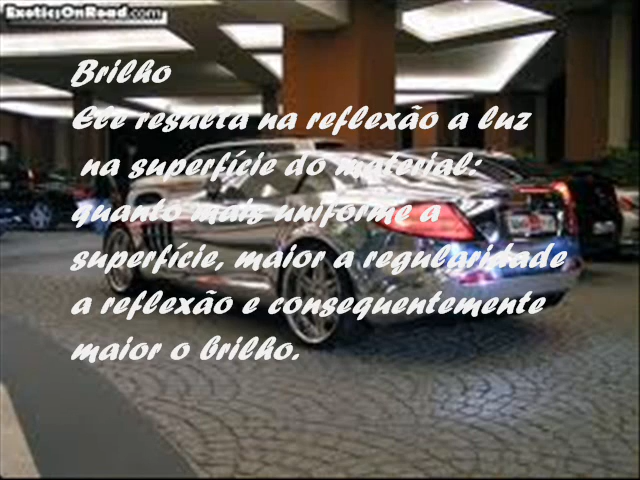 ExoticsOnRoad.com
Brilho
Ele resulta na reflexão a luz
na superfície do material:
quanto mais uniforme a
superfície, maior a regularidade
a reflexão e consequentemente
maior o brilho.